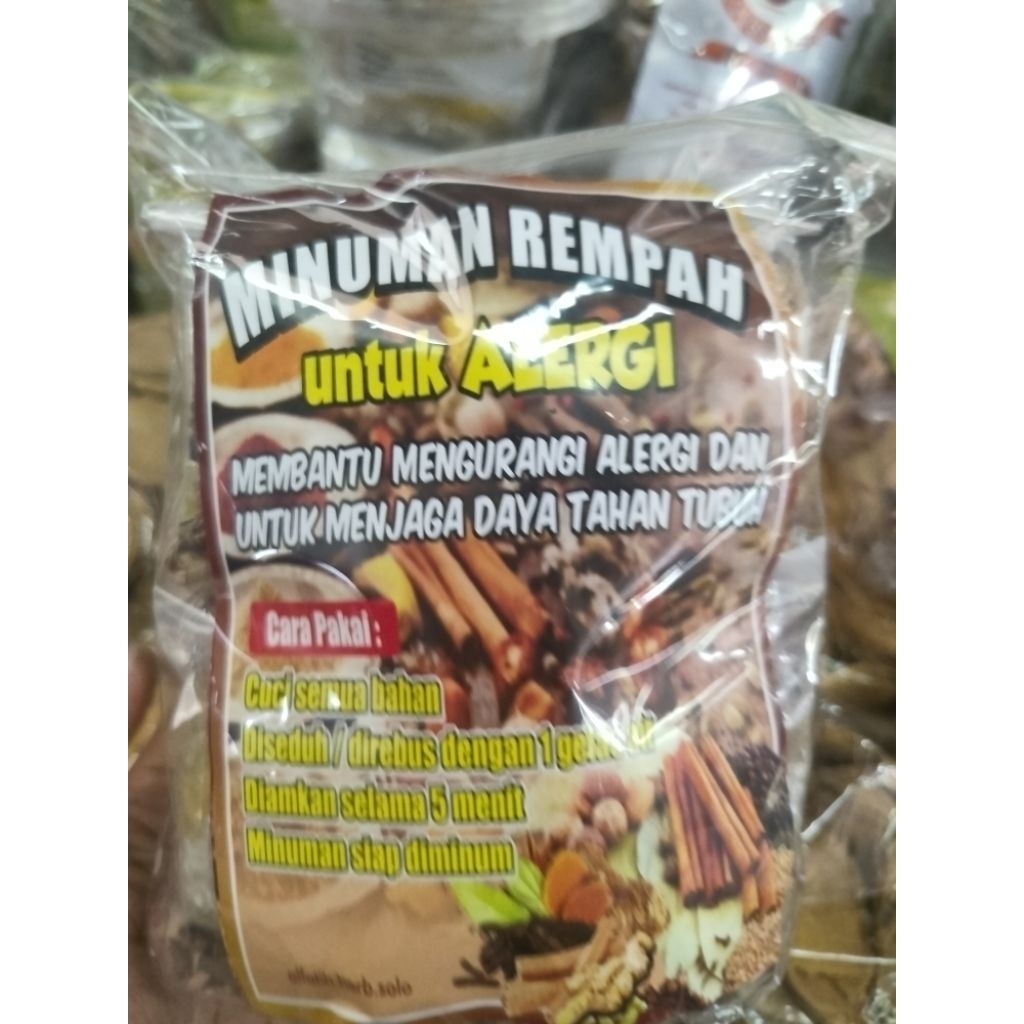 MINUMAN REMPAH
untuk ALERGI
MEMBANTU MENGURANGI ALERGI DAN
UNTUK MENJAGA DAYA TAHAN TUBUH
Cara Pakai :
Cuci semua bahan
Diseduh / direbus dengan 1
Diamkan selama 5 menit
Minuman siap diminum